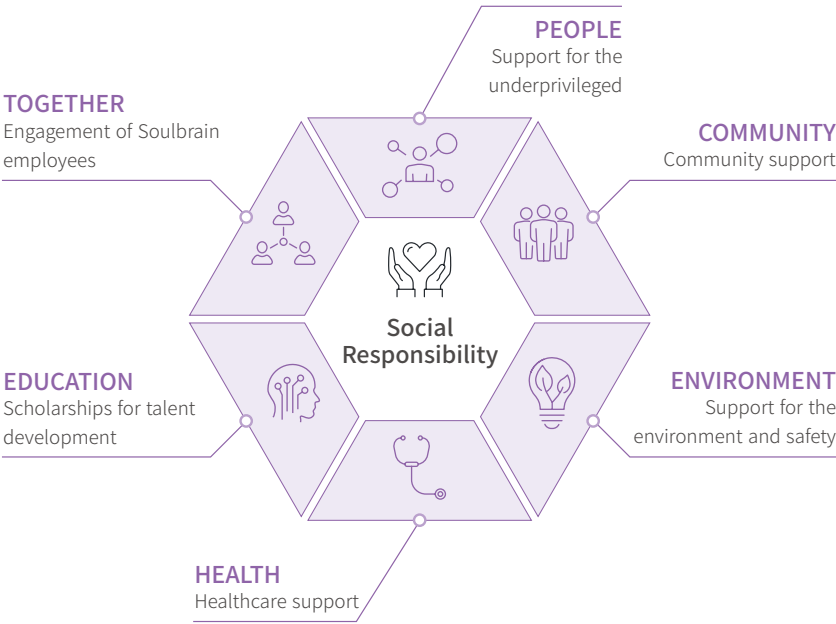 PEOPLE
Support for the
underprivileged
TOGETHER
Engagement of Soulbrain
employees
COMMUNITY
Community support
Social
Responsibility
EDUCATION
Scholarships for talent
development
ENVIRONMENT
Support for the
environment and safety
HEALTH
Healthcare support